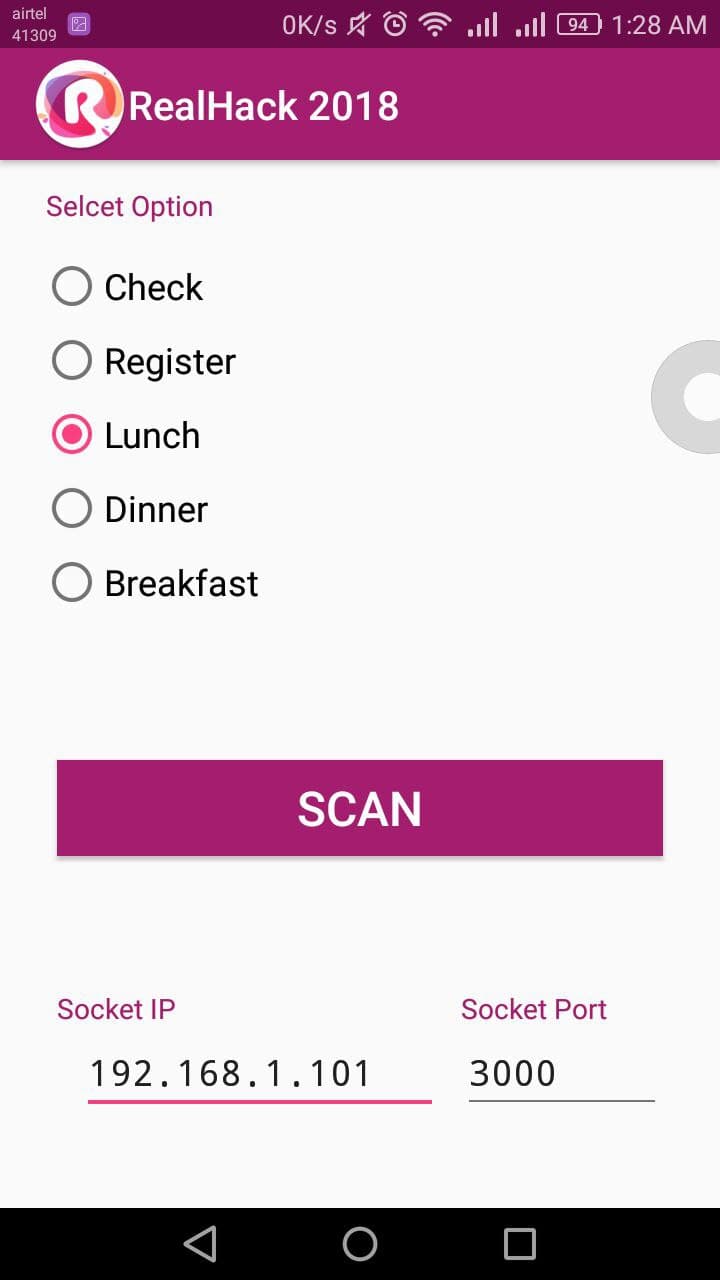 airtel
41309
0K/s 94 1:28 AM
R RealHack 2018
Selcet Option
Check
Register
Lunch
Dinner
Breakfast
SCAN
Socket IP Socket Port
192.168.1.101 3000